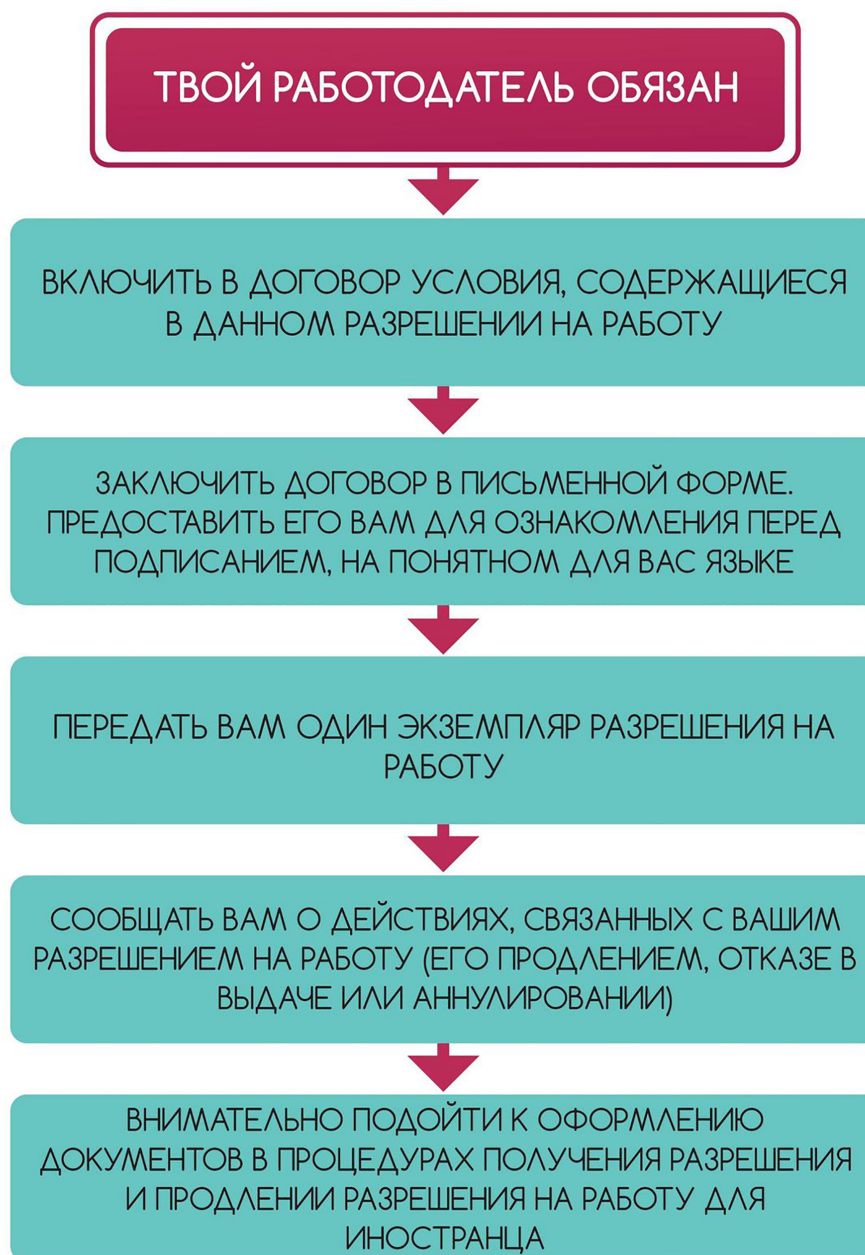 ТВОЙ РАБОТОДАТЕЛЬ ОБЯЗАН
ВКЛЮЧИТЬ В ДОГОВОР УСЛОВИЯ, СОДЕРЖАЩИЕСЯ
В ДАННОМ РАЗРЕШЕНИИ НА РАБОТУ
ЗАКЛЮЧИТЬ ДОГОВОР В ПИСЬМЕННОЙ ФОРМЕ.
ПРЕДОСТАВИТЬ ЕГО ВАМ ДЛЯ ОЗНАКОМЛЕНИЯ ПЕРЕД
ПОДПИСАНИЕМ, НА ПОНЯТНОМ ДЛЯ ВАС ЯЗЫКЕ
ПЕРЕДАТЬ ВАМ ОДИН ЭКЗЕМПЛЯР РАЗРЕШЕНИЯ НА
РАБОТУ
СООБЩАТЬ ВАМ О ДЕЙСТВИЯХ, СВЯЗАННЫХ С ВАШИМ
РАЗРЕШЕНИЕМ НА РАБОТУ (ЕГО ПРОДЛЕНИЕМ, ОТКАЗЕ В
ВЫДАЧЕ ИЛИ АННУЛИРОВАНИИ)
ВНИМАТЕЛЬНО ПОДОЙТИ К ОФОРМЛЕНИЮ
ДОКУМЕНТОВ В ПРОЦЕДУРАХ ПОЛУЧЕНИЯ РАЗРЕШЕНИЯ
И ПРОДЛЕНИИ РАЗРЕШЕНИЯ НА РАБОТУ ДЛЯ
ИНОСТРАНЦА